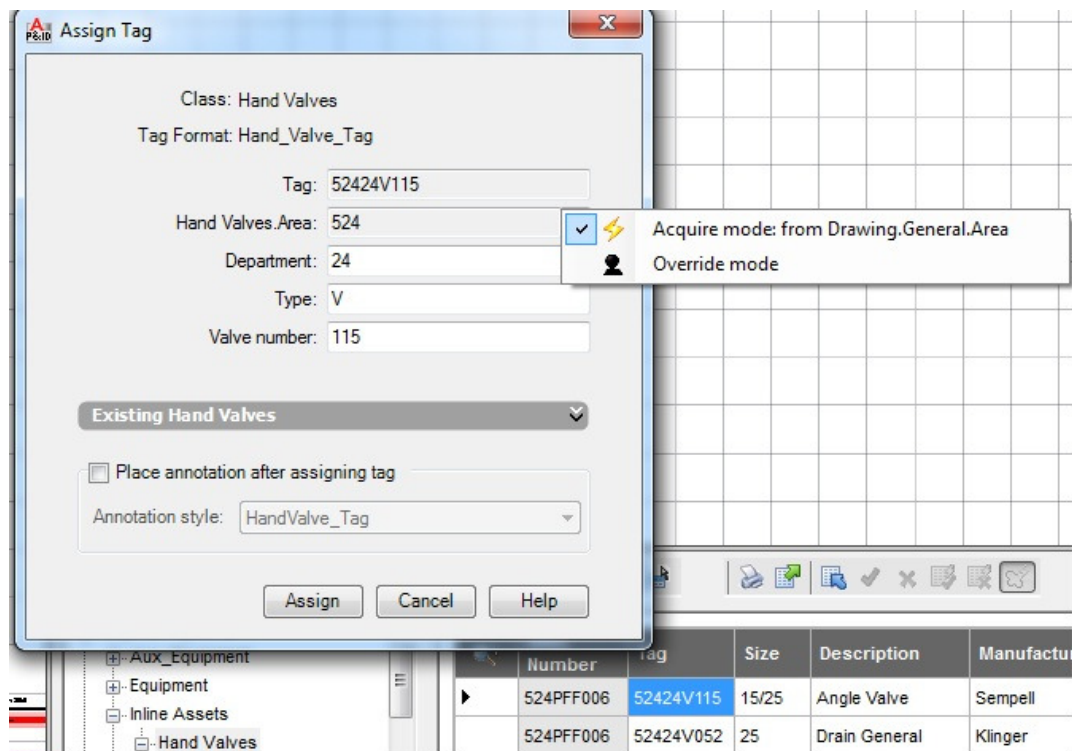 P&ID Assign Tag
Class: Hand Valves
Tag Format: Hand_Valve_Tag
Tag: 52424V115
Hand Valves.Area: 524
Acquire mode: from Drawing.General.Area
Department: 24
Override mode
Type: V
Valve number: 115
Existing Hand Valves
Place annotation after assigning tag
Annotation style: HandValve_Tag
Assign Cancel Help
Aux_Equipment
Equipment
Inline Assets
Hand Valves
Number Tag Size Description Manufactu
524PFF006 52424V115 15/25 Angle Valve Sempell
524PFF006 52424V052 25 Drain General Klinger